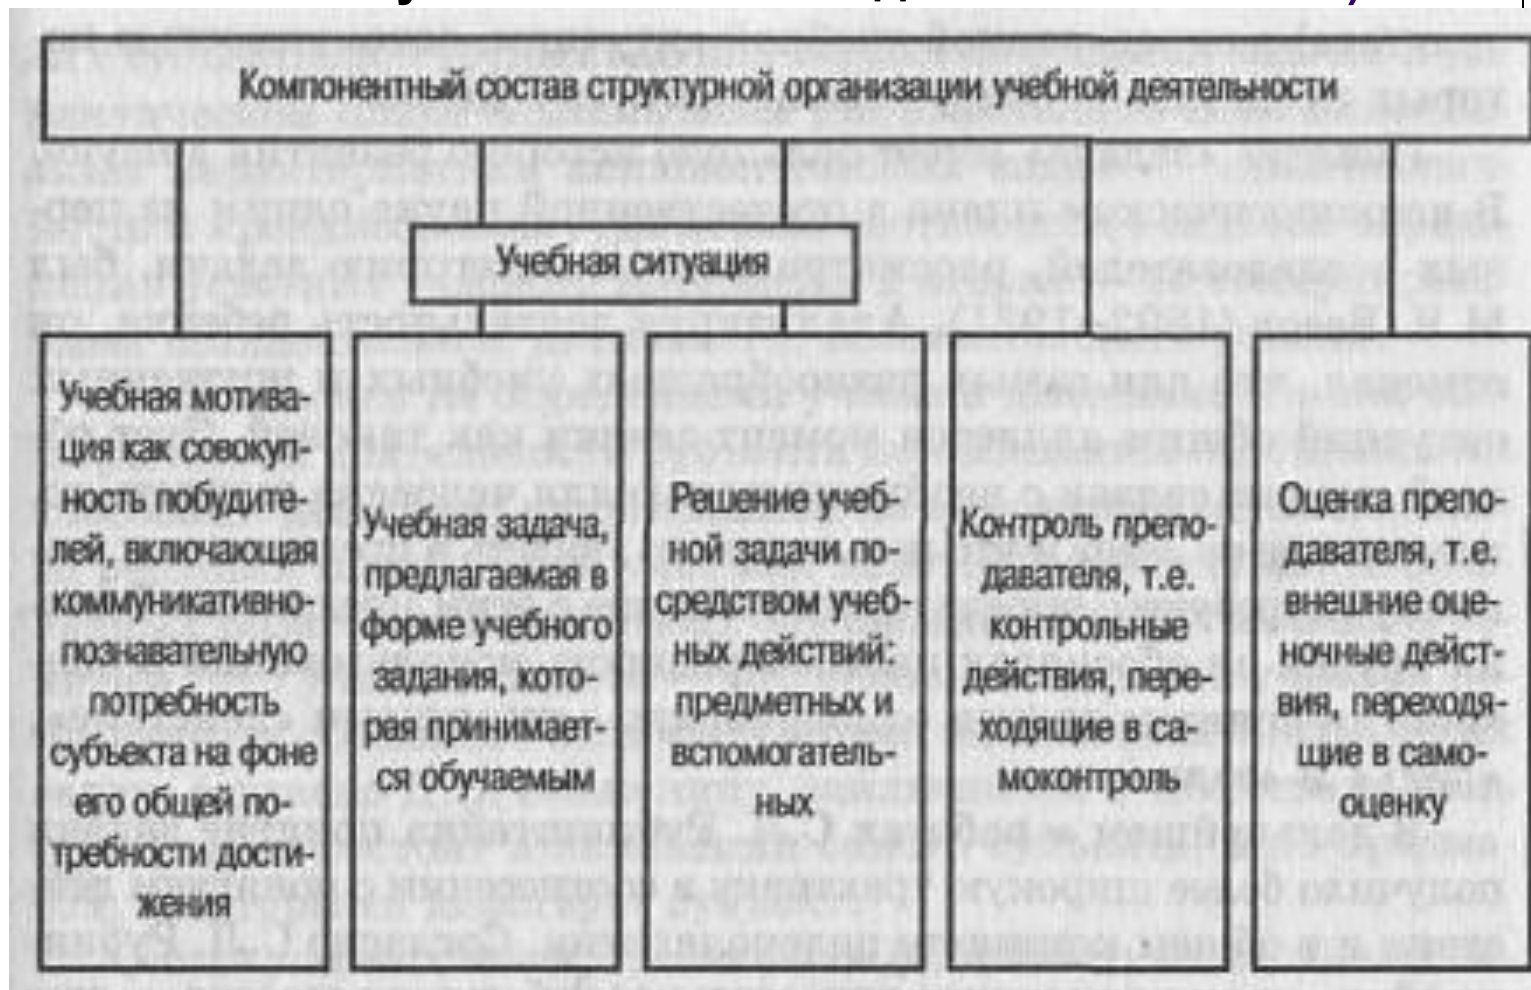 Компонентный состав структурной организации учебной деятельности
Учебная ситуация
Учебная мотива-
ция как совокуп-
ность побудите-
лей, включающая
коммуникативно-
познавательную
потребность
субъекта на фоне
его общей по-
требности дости-
жения
Учебная задача,
предлагаемая в
форме учебного
задания, кото-
рая принимает-
ся обучаемым
Решение учеб-
ной задачи по-
средством учеб-
ных действий:
предметных и
вспомогатель-
ных
Контроль препо-
давателя, т.е.
контрольные
действия, пере-
ходящие в са-
моконтроль
Оценка препо-
давателя, т.е.
внешние оце-
ночные дейст-
вия, переходя-
щие в само-
оценку